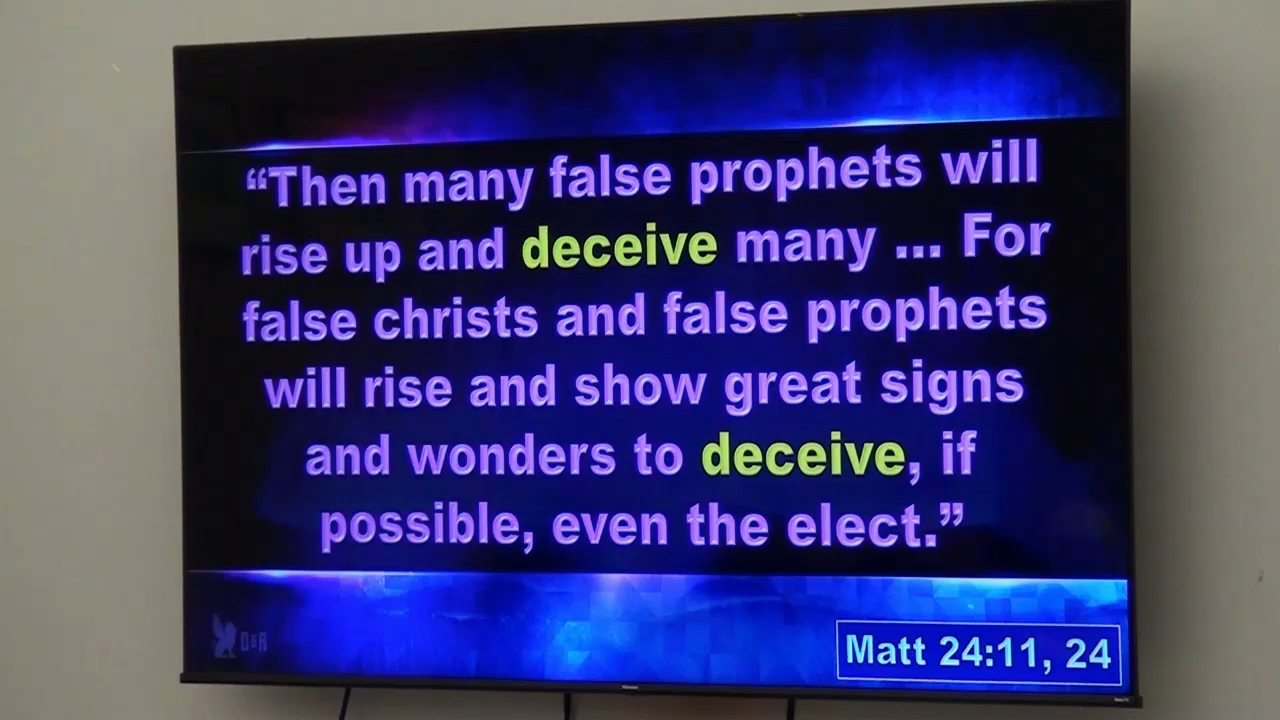 “Then many false prophets will
rise up and deceive many ... For
false christs and false prophets
will rise and show great signs
and wonders to deceive, if
possible, even the elect.”
Matt 24:11, 24